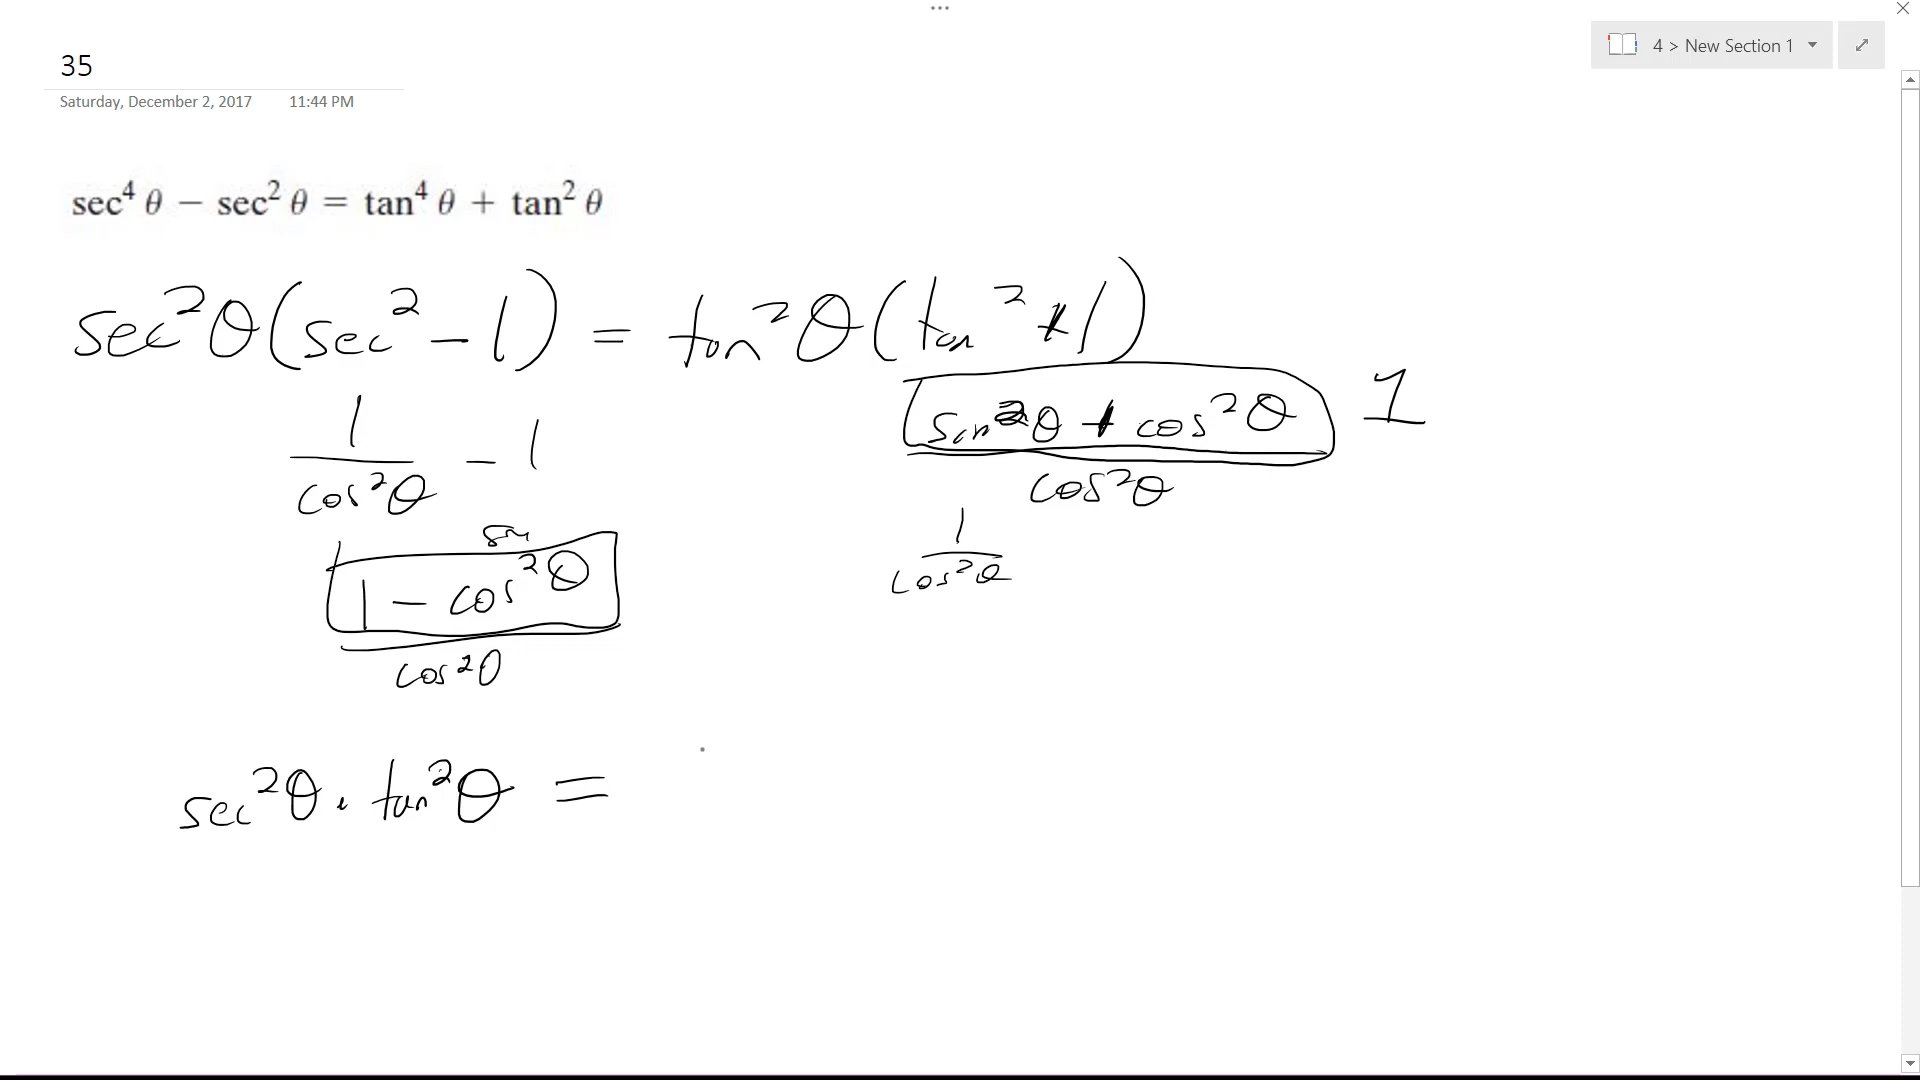 ...
4 > New Section 1
35
Saturday, December 2, 2017 11:44 PM
sec⁴ θ − sec² θ = tan⁴ θ + tan² θ
sec²θ(sec² − 1) = tan²θ(tan² + 1)
1/cos²θ − 1
sin²θ + cos²θ 1
cos²θ
1/cos²θ
sin
1 − cos²θ
cos²θ
sec²θ · tan²θ =